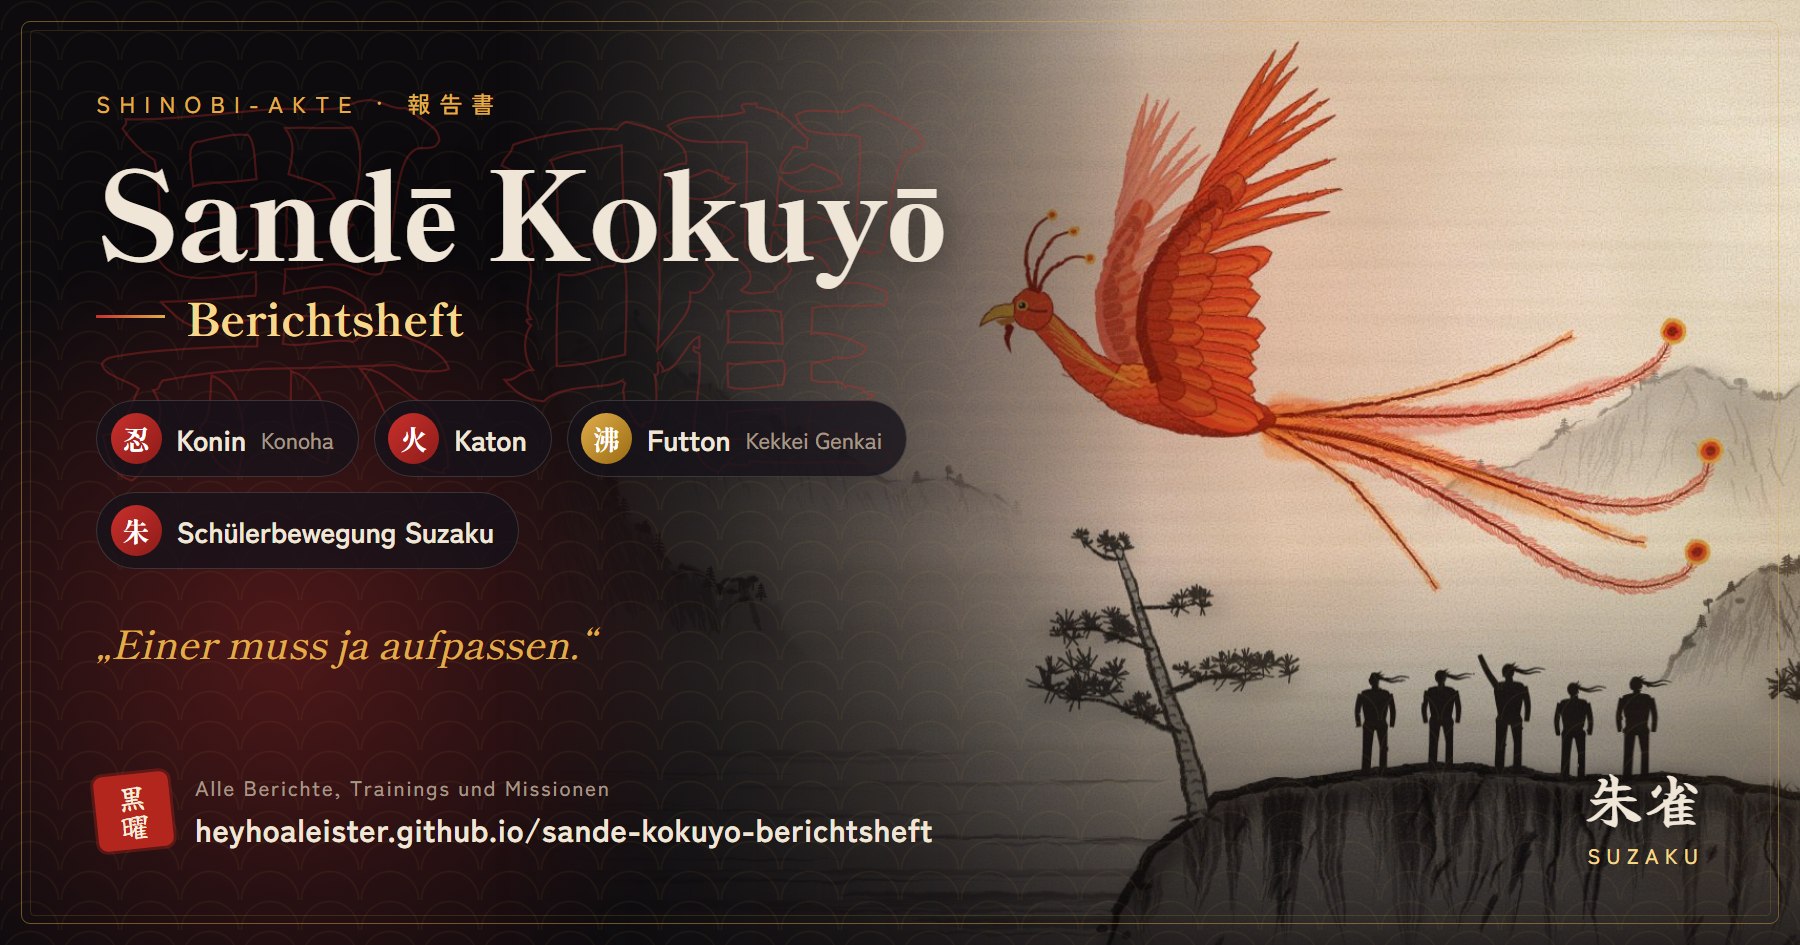 SHINOBI-AKTE · 報告書
Sandē Kokuyō
Berichtsheft
忍 Konin Konoha
火 Katon
沸 Futton Kekkei Genkai
朱 Schülerbewegung Suzaku
„Einer muss ja aufpassen.“
黒曜
Alle Berichte, Trainings und Missionen
heyhoaleister.github.io/sande-kokuyo-berichtsheft
朱雀
SUZAKU
黒曜